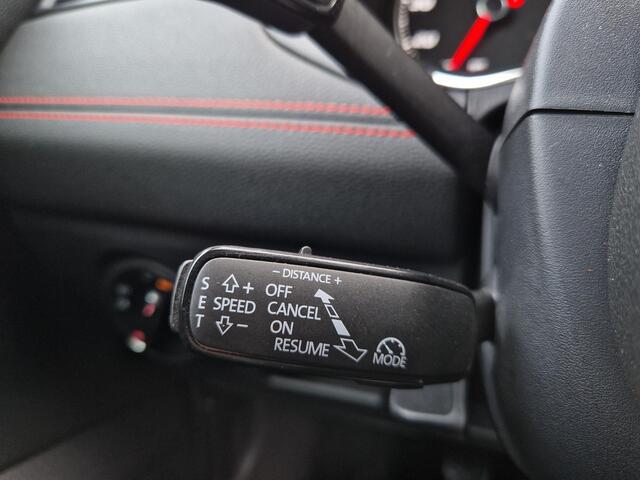 - DISTANCE +
S E T
+ OFF
SPEED CANCEL
- ON
RESUME
MODE